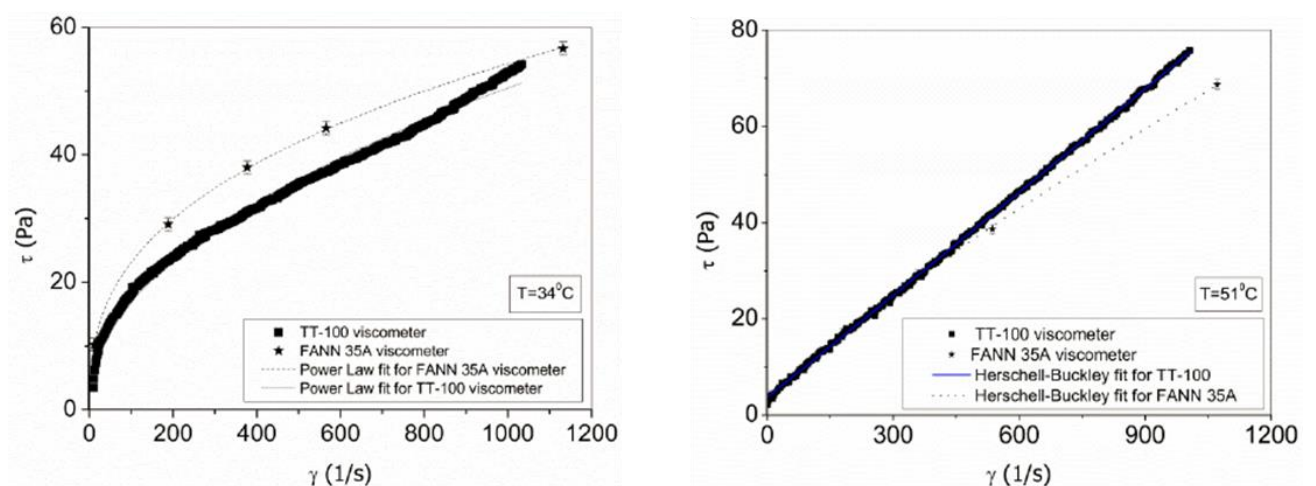 60
40
20
0
τ (Pa)
T=34⁰C
TT-100 viscometer
FANN 35A viscometer
Power Law fit for FANN 35A viscometer
Power Law fit for TT-100 viscometer
0 200 400 600 800 1000 1200
γ (1/s)
80
60
40
20
0
τ (Pa)
T=51⁰C
TT-100 viscometer
FANN 35A viscometer
Herschell-Buckley fit for TT-100
Herschell-Buckley fit for FANN 35A
0 300 600 900 1200
γ (1/s)